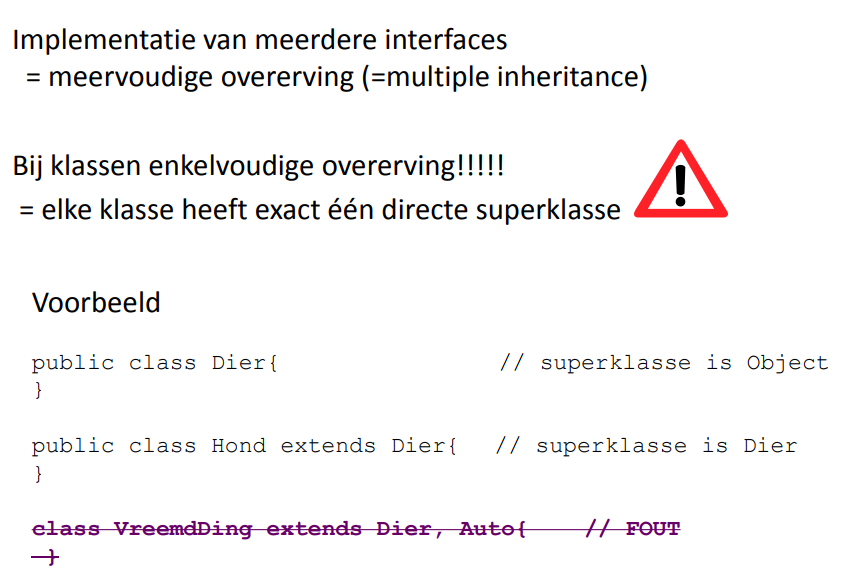 Implementatie van meerdere interfaces
= meervoudige overerving (=multiple inheritance)
Bij klassen enkelvoudige overerving!!!!!
= elke klasse heeft exact één directe superklasse
!
Voorbeeld
public class Dier{ // superklasse is Object
}
public class Hond extends Dier{ // superklasse is Dier
}
class VreemdDing extends Dier, Auto{ // FOUT
}